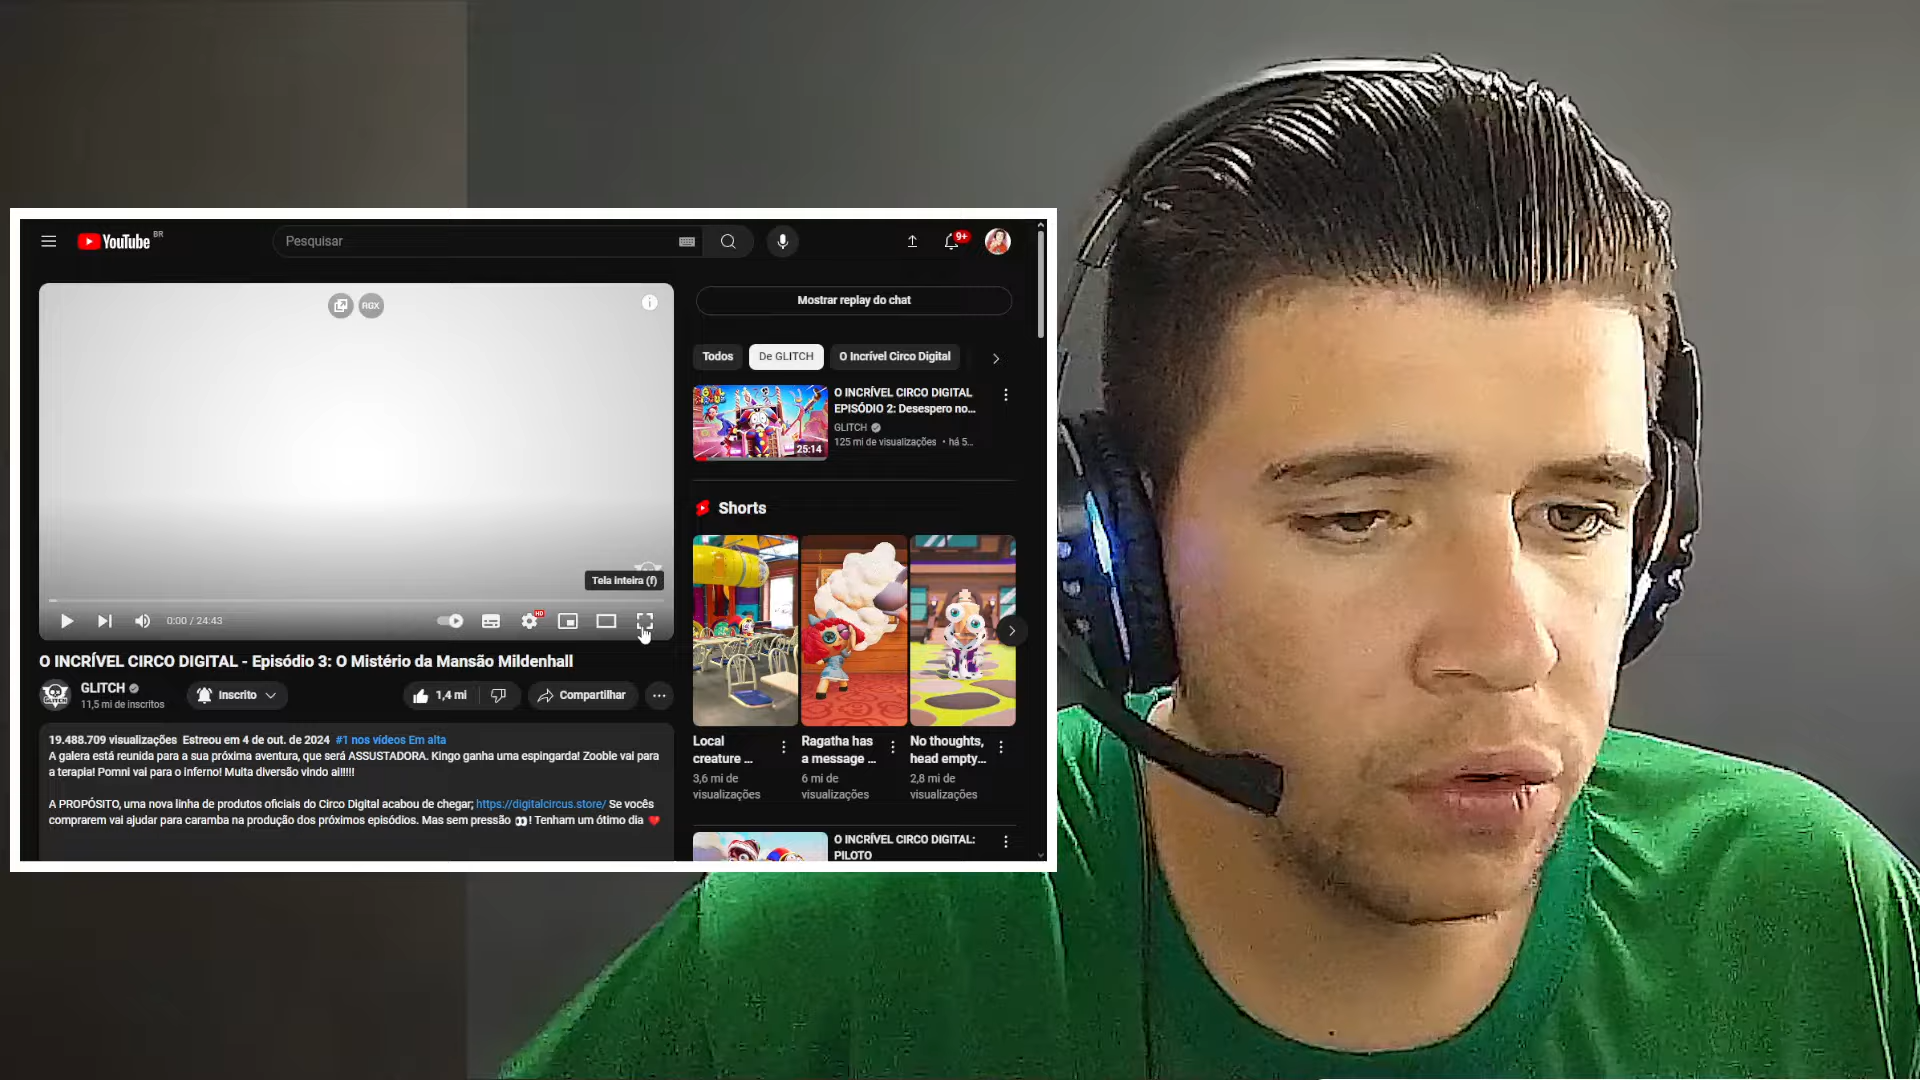 YouTube BR
Pesquisar
9+
RGX
Tela inteira (f)
0:00 / 24:43
HD
O INCRÍVEL CIRCO DIGITAL - Episódio 3: O Mistério da Mansão Mildenhall
GLITCH
11,5 mi de inscritos
Inscrito
1,4 mi
Compartilhar
19.488.709 visualizações Estreou em 4 de out. de 2024 #1 nos vídeos Em alta
A galera está reunida para a sua próxima aventura, que será ASSUSTADORA. Kingo ganha uma espingarda! Zooble vai para
a terapia! Pomni vai para o inferno! Muita diversão vindo aí!!!!!
A PROPÓSITO, uma nova linha de produtos oficiais do Circo Digital acabou de chegar; https://digitalcircus.store/ Se vocês
comprarem vai ajudar para caramba na produção dos próximos episódios. Mas sem pressão 👀! Tenham um ótimo dia ❤️
Mostrar replay do chat
Todos
De GLITCH
O Incrível Circo Digital
25:14
O INCRÍVEL CIRCO DIGITAL
EPISÓDIO 2: Desespero no...
GLITCH
125 mi de visualizações • há 5...
Shorts
Local
creature ...
3,6 mi de
visualizações
Ragatha has
a message ...
6 mi de
visualizações
No thoughts,
head empty...
2,8 mi de
visualizações
O INCRÍVEL CIRCO DIGITAL:
PILOTO